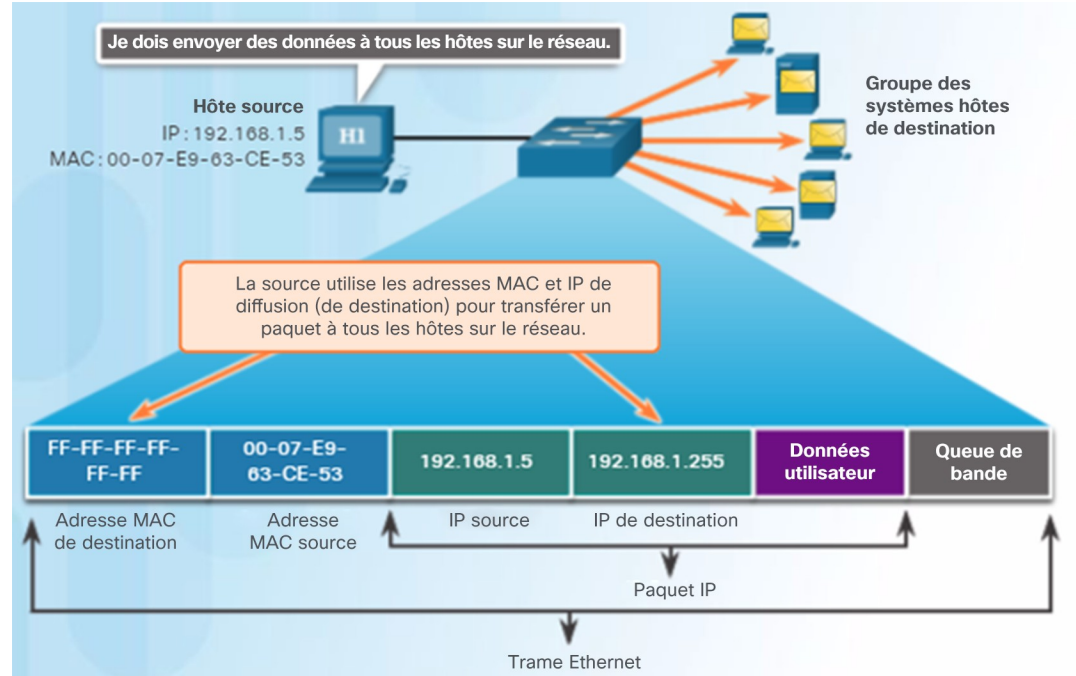 Je dois envoyer des données à tous les hôtes sur le réseau.
Hôte source
IP : 192.168.1.5
MAC : 00-07-E9-63-CE-53
H1
Groupe des
systèmes hôtes
de destination
La source utilise les adresses MAC et IP de
diffusion (de destination) pour transférer un
paquet à tous les hôtes sur le réseau.
FF-FF-FF-FF-
FF-FF
00-07-E9-
63-CE-53
192.168.1.5
192.168.1.255
Données
utilisateur
Queue de
bande
Adresse MAC
de destination
Adresse
MAC source
IP source
IP de destination
Paquet IP
Trame Ethernet